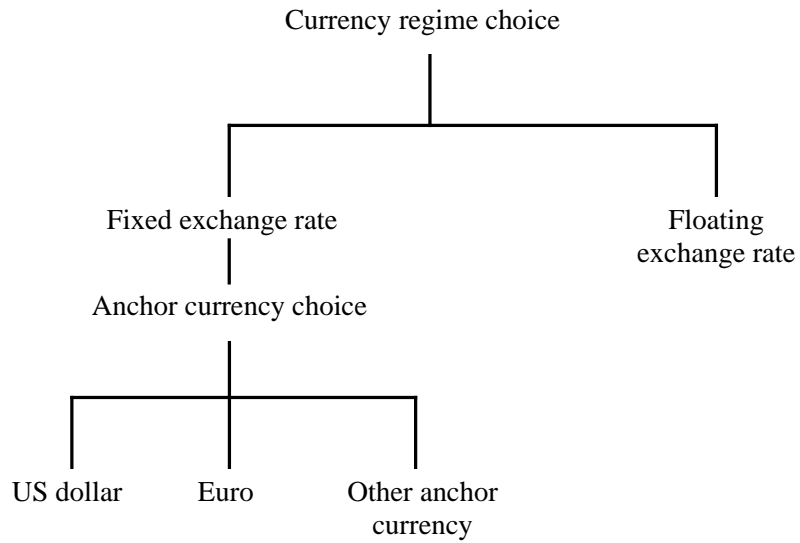 Currency regime choice
Fixed exchange rate
Floating
exchange rate
Anchor currency choice
US dollar
Euro
Other anchor
currency